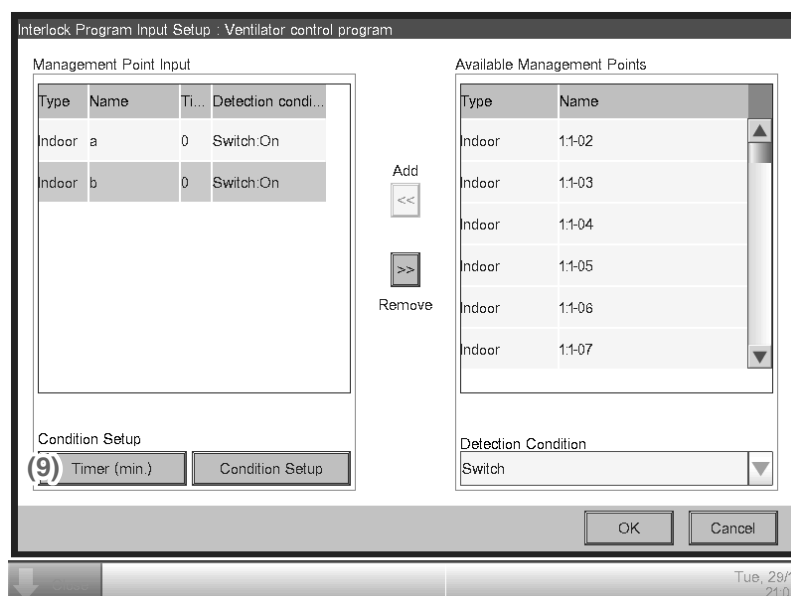 Interlock Program Input Setup : Ventilator control program
Management Point Input
Type Name Ti... Detection condi...
Indoor a 0 Switch:On
Indoor b 0 Switch:On
Add
<<
>>
Remove
Condition Setup
(9) Timer (min.) Condition Setup
Available Management Points
Type Name
Indoor 1:1-02
Indoor 1:1-03
Indoor 1:1-04
Indoor 1:1-05
Indoor 1:1-06
Indoor 1:1-07
Detection Condition
Switch
OK Cancel
Tue, 29/